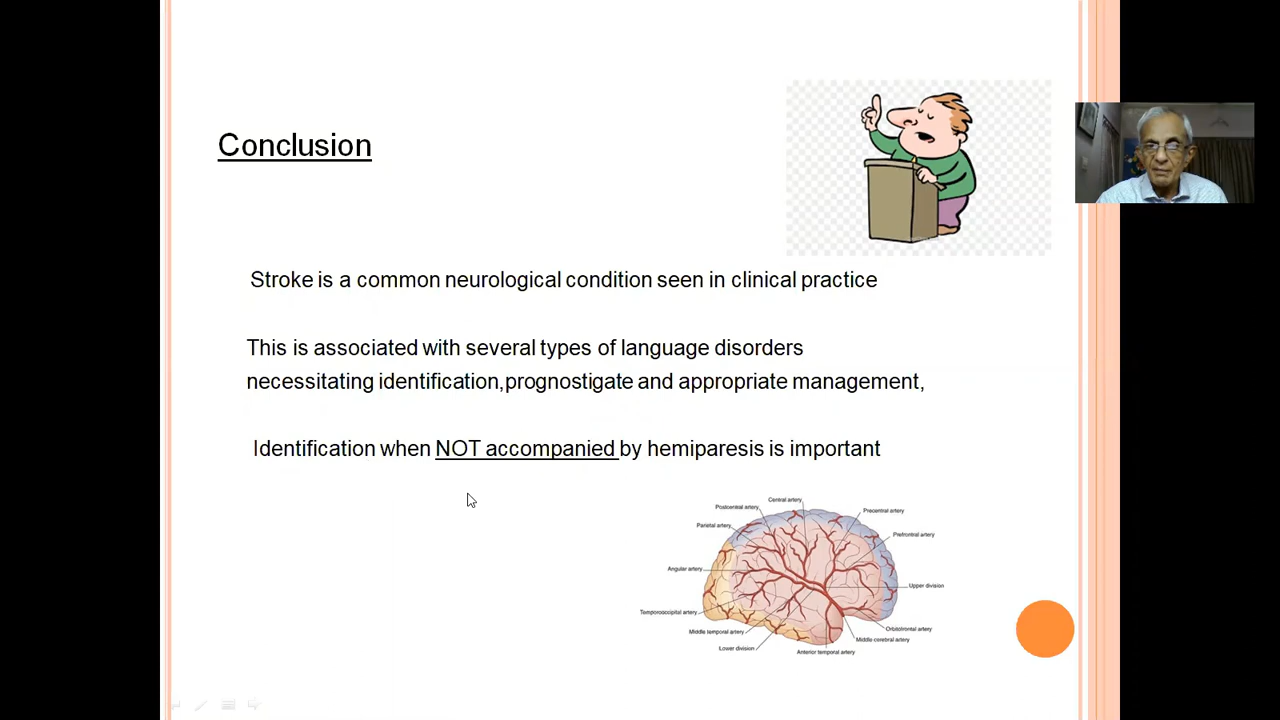 Conclusion
Stroke is a common neurological condition seen in clinical practice
This is associated with several types of language disorders
necessitating identification,prognostigate and appropriate management,
Identification when NOT accompanied by hemiparesis is important
Central artery
Postcentral artery
Precentral artery
Parietal artery
Prefrontal artery
Angular artery
Upper division
Temporooccipital artery
Orbitofrontal artery
Middle temporal artery
Middle cerebral artery
Lower division
Anterior temporal artery